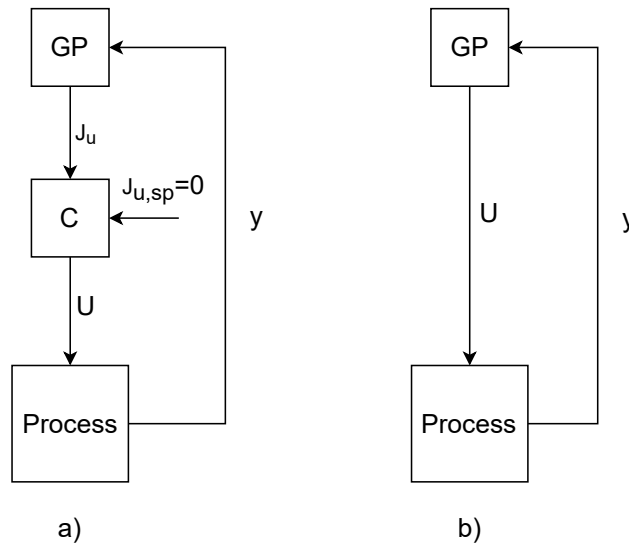 GP
J_u
J_u,sp=0
C
y
U
Process
a)
GP
U
y
Process
b)